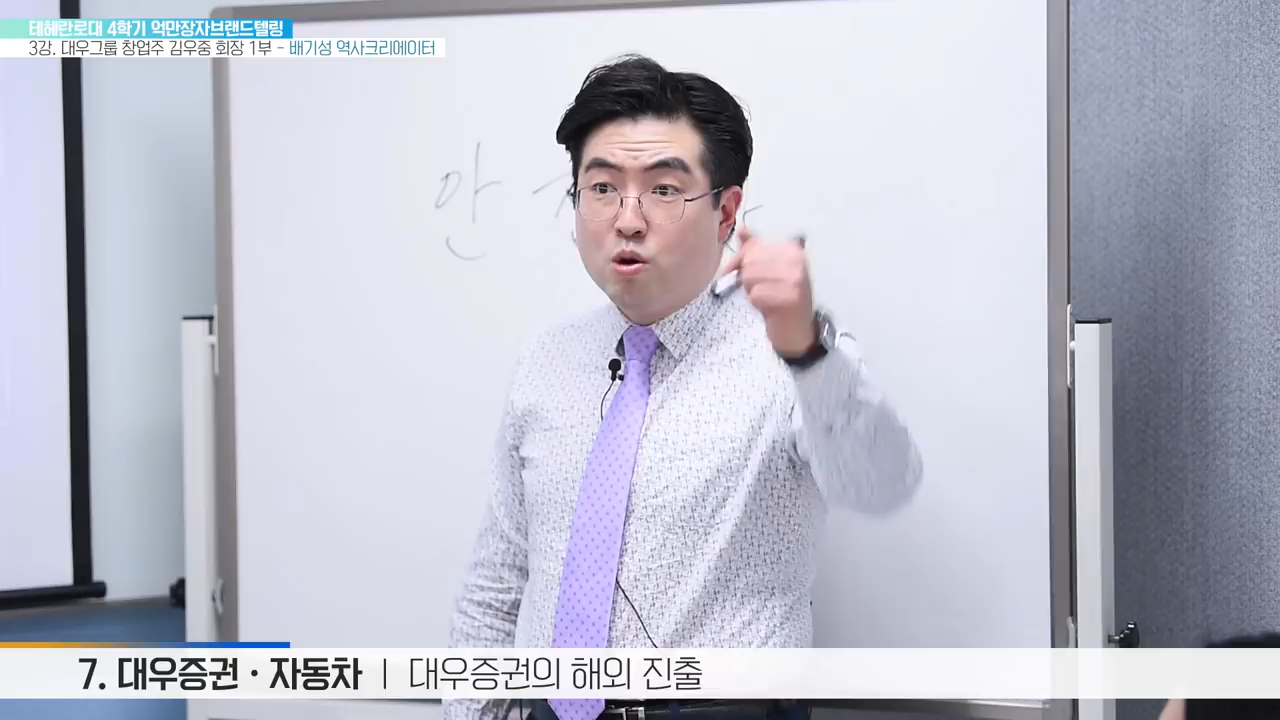 테헤란로대 4학기 억만장자브랜드텔링
3강. 대우그룹 창업주 김우중 회장 1부 - 배기성 역사크리에이터
안
7. 대우증권 · 자동차 | 대우증권의 해외 진출